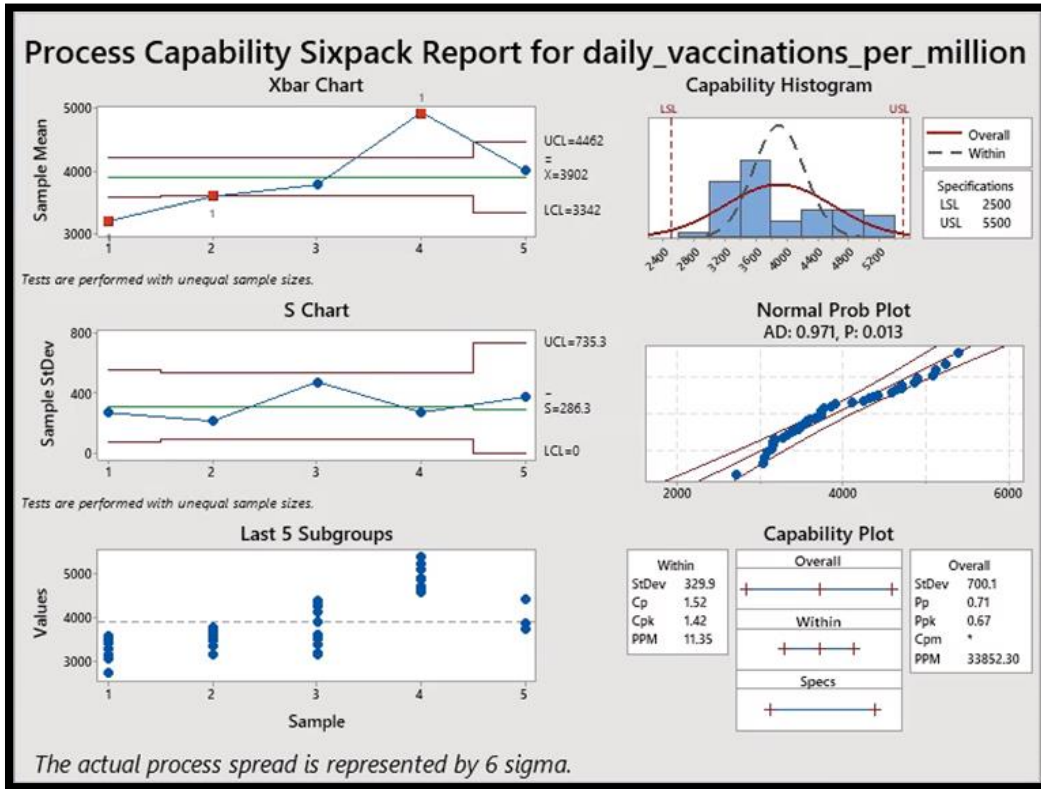 Process Capability Sixpack Report for daily_vaccinations_per_million
Xbar Chart
Sample Mean
5000
4000
3000
1
1
1
1 2 3 4 5
UCL=4462
=
X=3902
LCL=3342
Tests are performed with unequal sample sizes.
Capability Histogram
LSL USL
2400 2800 3200 3600 4000 4400 4800 5200
Overall
Within
Specifications
LSL 2500
USL 5500
S Chart
Sample StDev
800
400
0
1 2 3 4 5
UCL=735.3
–
S=286.3
LCL=0
Tests are performed with unequal sample sizes.
Normal Prob Plot
AD: 0.971, P: 0.013
2000 4000 6000
Last 5 Subgroups
Values
5000
4000
3000
1 2 3 4 5
Sample
Capability Plot
Within
StDev 329.9
Cp 1.52
Cpk 1.42
PPM 11.35
Overall
Within
Specs
Overall
StDev 700.1
Pp 0.71
Ppk 0.67
Cpm *
PPM 33852.30
The actual process spread is represented by 6 sigma.